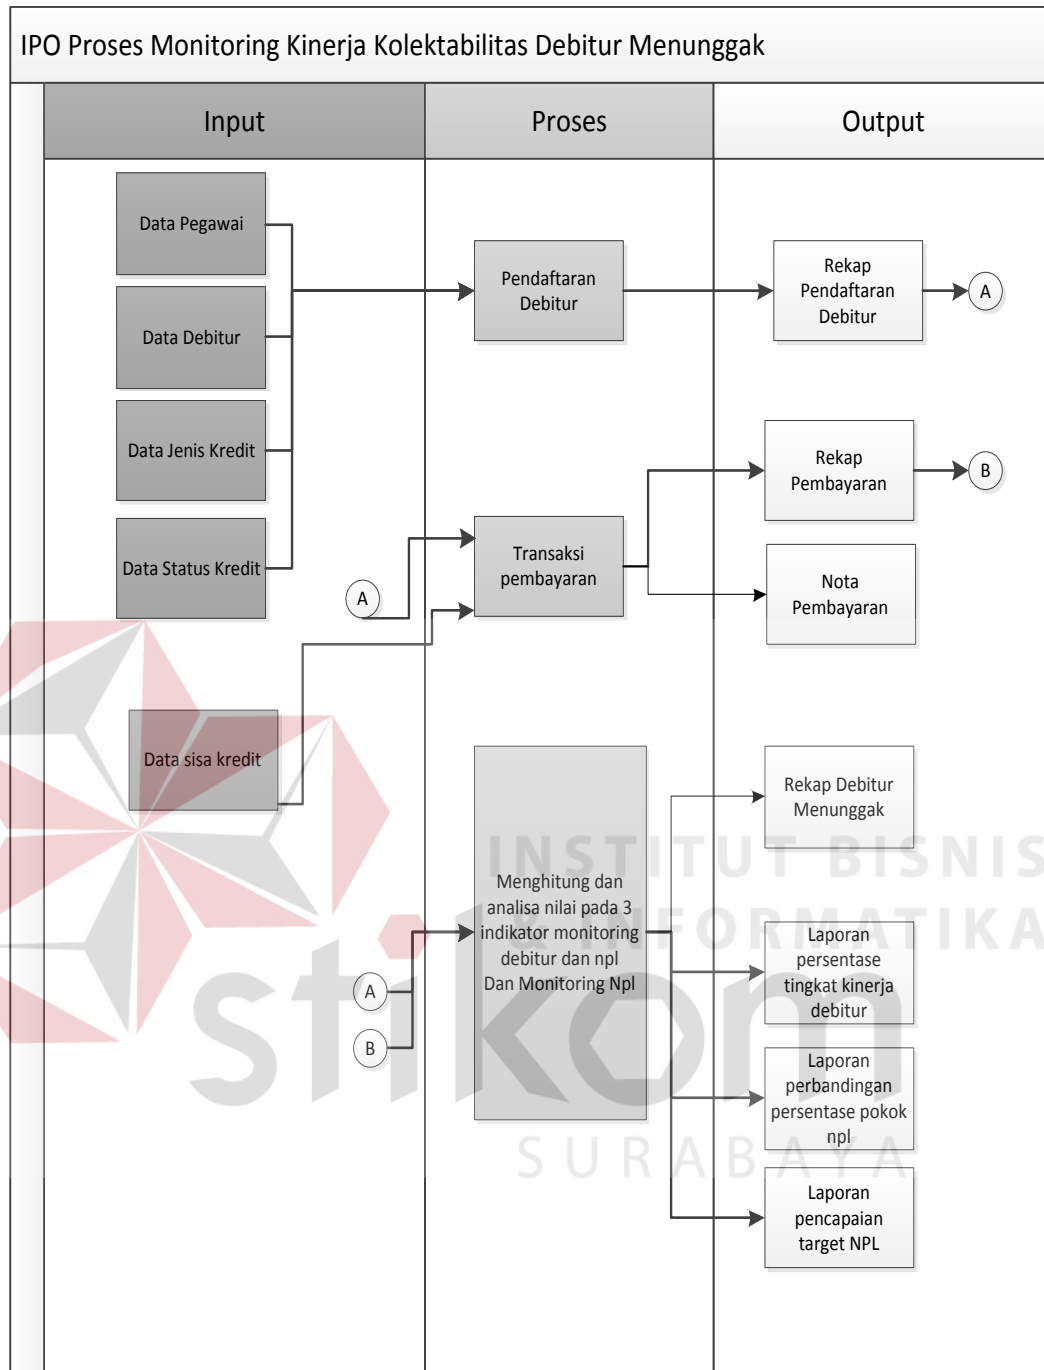 IPO Proses Monitoring Kinerja Kolektabilitas Debitur Menunggak
Input
Proses
Output
Data Pegawai
Data Debitur
Data Jenis Kredit
Data Status Kredit
Pendaftaran
Debitur
Rekap
Pendaftaran
Debitur
A
A
Transaksi
pembayaran
Rekap
Pembayaran
B
Nota
Pembayaran
Data sisa kredit
A
B
Menghitung dan
analisa nilai pada 3
indikator monitoring
debitur dan npl
Dan Monitoring Npl
Rekap Debitur
Menunggak
Laporan
persentase
tingkat kinerja
debitur
Laporan
perbandingan
persentase pokok
npl
Laporan
pencapaian
target NPL
INSTITUT BISNIS
& INFORMATIKA
stikom
SURABAYA